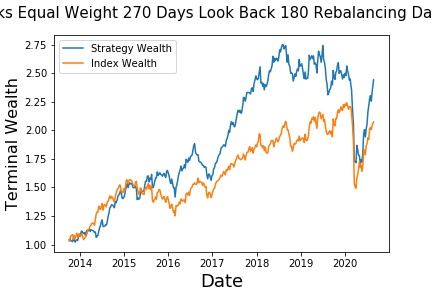 ks Equal Weight 270 Days Look Back 180 Rebalancing Da
Strategy Wealth
Index Wealth
Terminal Wealth
2.75
2.50
2.25
2.00
1.75
1.50
1.25
1.00
2014 2015 2016 2017 2018 2019 2020
Date